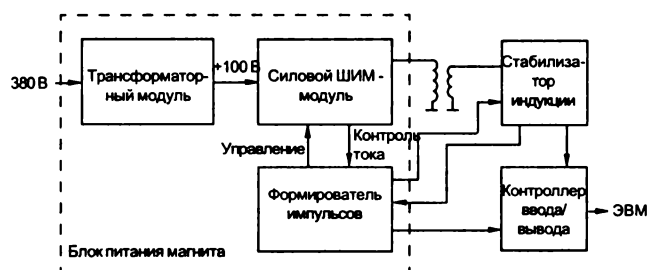 380 В
Трансформатор-
ный модуль
+100 В
Силовой ШИМ -
модуль
Стабилиза-
тор
индукции
Управление
Контроль
тока
Формирователь
импульсов
Контроллер
ввода/
вывода
ЭВМ
Блок питания магнита